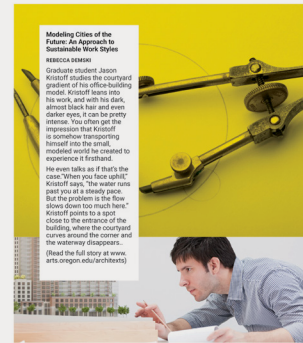 Modeling Cities of the
Future: An Approach to
Sustainable Work Styles
REBECCA DEMSKI
Graduate student Jason
Kristoff studies the courtyard
gradient of his office-building
model. Kristoff leans into
his work, and with his dark,
almost black hair and even
darker eyes, it can be pretty
intense. You often get the
impression that Kristoff
is somehow transporting
himself into the small,
modeled world he created to
experience it firsthand.
He even talks as if that's the
case. "When you face uphill,"
Kristoff says, "the water runs
past you at a steady pace.
But the problem is the flow
slows down too much here."
Kristoff points to a spot
close to the entrance of the
building, where the courtyard
curves around the corner and
the waterway disappears..
(Read the full story at www.
arts.oregon.edu/architexts)